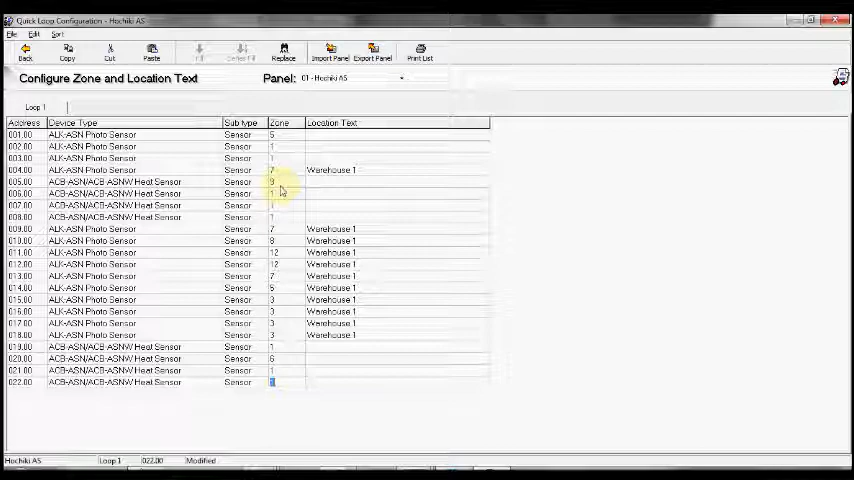 Quick Loop Configuration - Hochiki AS
File Edit Sort
Back Copy Cut Paste Fill Series Fill Replace Import Panel Export Panel Print List
Configure Zone and Location Text Panel: 01 - Hochiki AS
Loop 1
Address Device Type Sub type Zone Location Text
001.00 ALK-ASN Photo Sensor Sensor 5
002.00 ALK-ASN Photo Sensor Sensor 1
003.00 ALK-ASN Photo Sensor Sensor 1
004.00 ALK-ASN Photo Sensor Sensor 7 Warehouse 1
005.00 ACB-ASN/ACB-ASNW Heat Sensor Sensor 9
006.00 ACB-ASN/ACB-ASNW Heat Sensor Sensor 1
007.00 ACB-ASN/ACB-ASNW Heat Sensor Sensor 1
008.00 ACB-ASN/ACB-ASNW Heat Sensor Sensor 1
009.00 ALK-ASN Photo Sensor Sensor 7 Warehouse 1
010.00 ALK-ASN Photo Sensor Sensor 8 Warehouse 1
011.00 ALK-ASN Photo Sensor Sensor 12 Warehouse 1
012.00 ALK-ASN Photo Sensor Sensor 12 Warehouse 1
013.00 ALK-ASN Photo Sensor Sensor 7 Warehouse 1
014.00 ALK-ASN Photo Sensor Sensor 5 Warehouse 1
015.00 ALK-ASN Photo Sensor Sensor 3 Warehouse 1
016.00 ALK-ASN Photo Sensor Sensor 3 Warehouse 1
017.00 ALK-ASN Photo Sensor Sensor 3 Warehouse 1
018.00 ALK-ASN Photo Sensor Sensor 3 Warehouse 1
019.00 ACB-ASN/ACB-ASNW Heat Sensor Sensor 1
020.00 ACB-ASN/ACB-ASNW Heat Sensor Sensor 6
021.00 ACB-ASN/ACB-ASNW Heat Sensor Sensor 1
022.00 ACB-ASN/ACB-ASNW Heat Sensor Sensor
Hochiki AS Loop 1 022.00 Modified